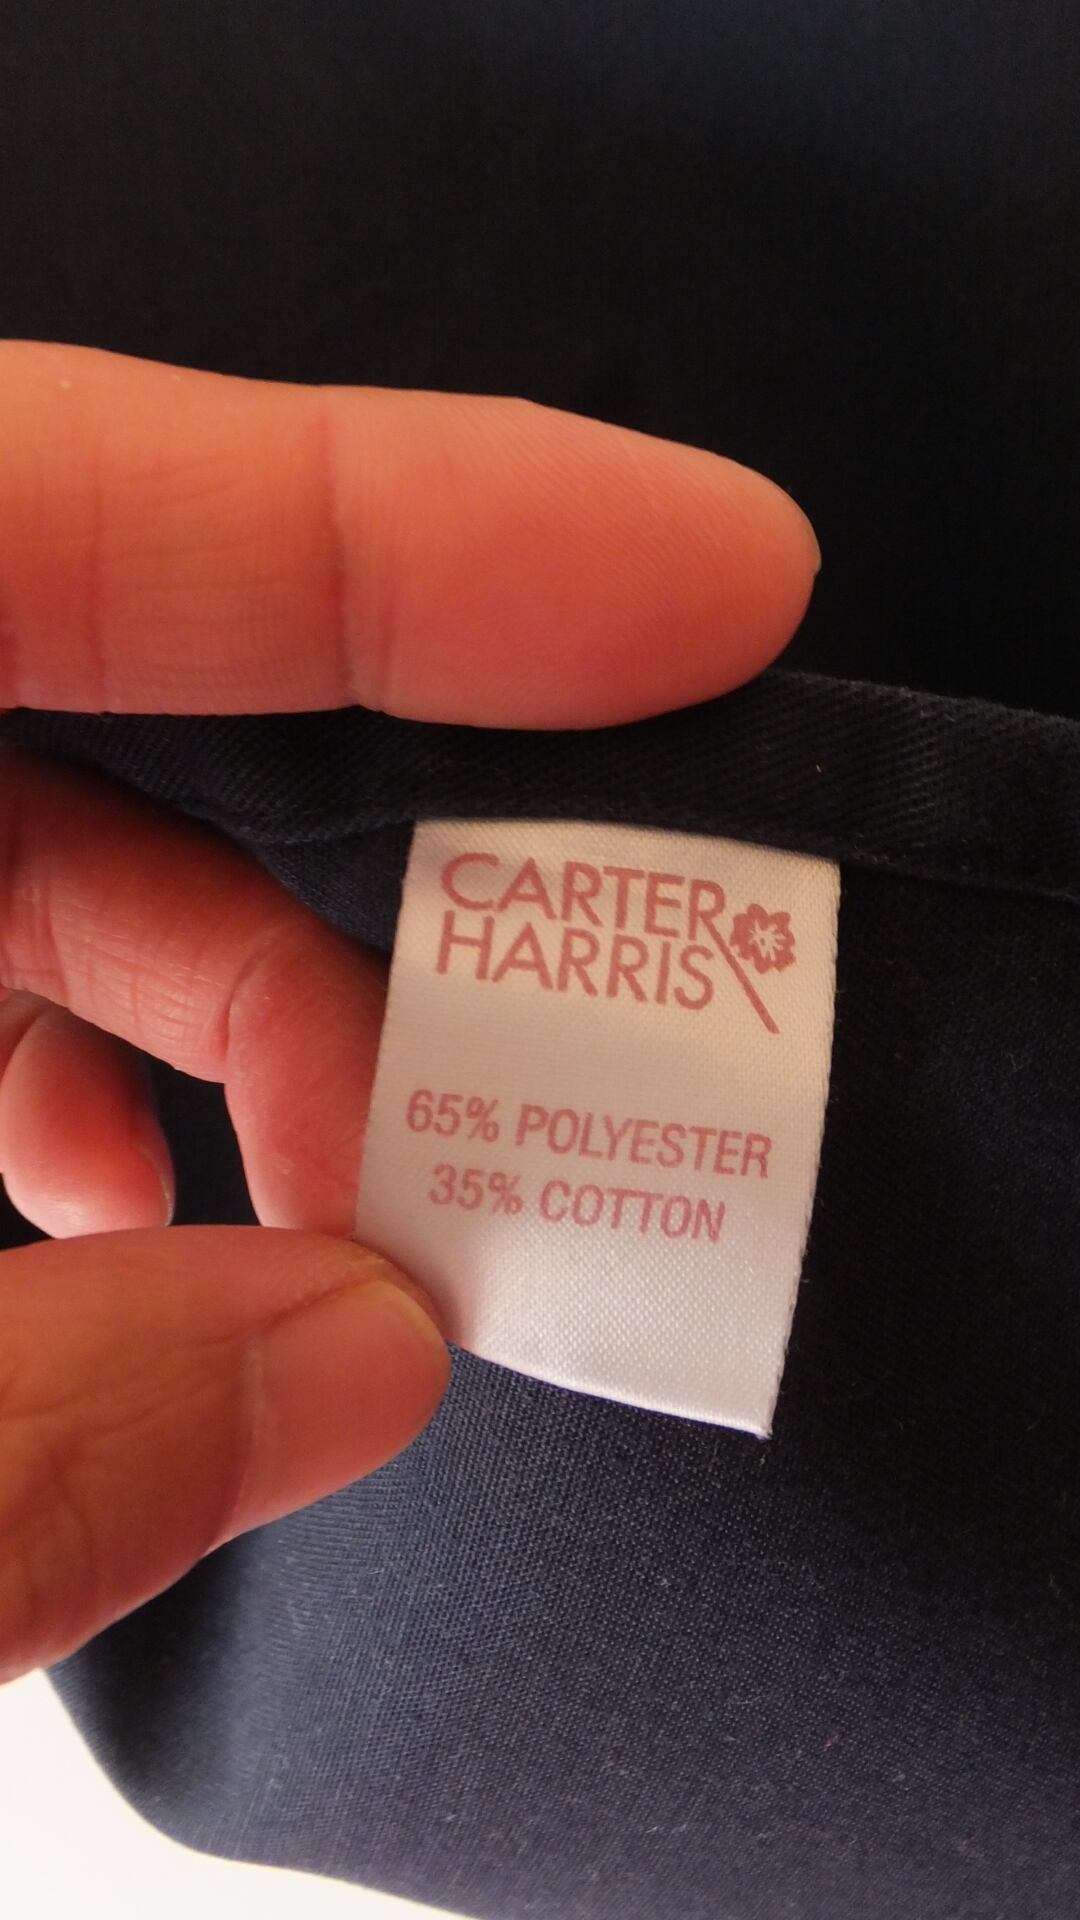 CARTER
HARRIS
65% POLYESTER
35% COTTON